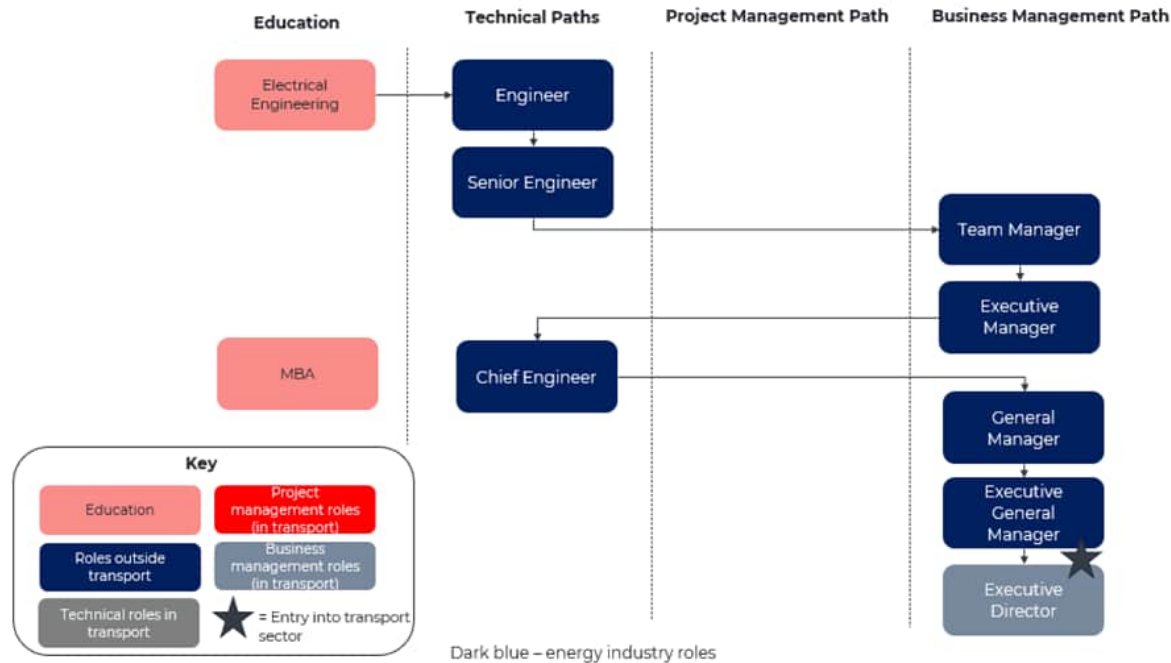 Education
Technical Paths
Project Management Path
Business Management Path
Electrical
Engineering
Engineer
Senior Engineer
Team Manager
Executive
Manager
MBA
Chief Engineer
General
Manager
Executive
General
Manager
Executive
Director
Key
Education
Project
management roles
(in transport)
Roles outside
transport
Business
management roles
(in transport)
Technical roles in
transport
= Entry into transport
sector
Dark blue – energy industry roles